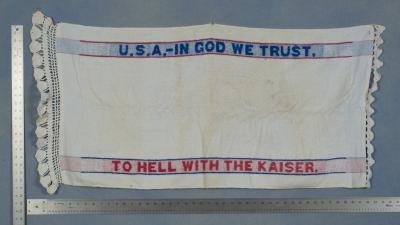 U.S.A.-IN GOD WE TRUST.
TO HELL WITH THE KAISER.